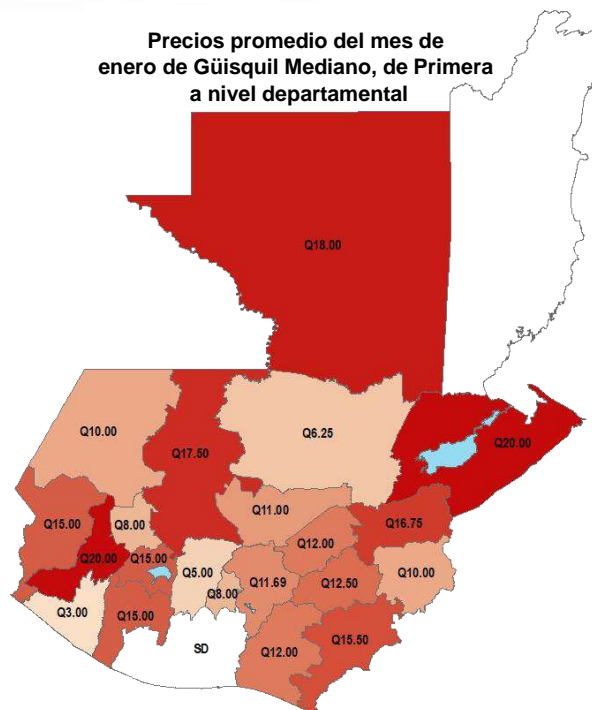 Precios promedio del mes de
enero de Güisquil Mediano, de Primera
a nivel departamental
Q18.00
Q10.00
Q17.50
Q6.25
Q20.00
Q15.00
Q8.00
Q11.00
Q16.75
Q20.00
Q15.00
Q12.00
Q5.00
Q11.69
Q12.50
Q10.00
Q8.00
Q3.00
Q15.00
Q15.50
SD
Q12.00